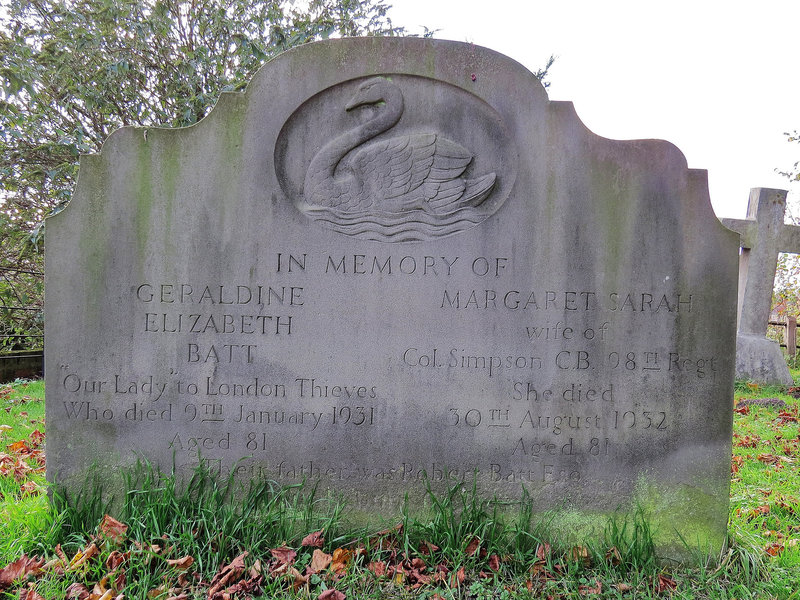 IN MEMORY OF
GERALDINE
ELIZABETH
BATT
"Our Lady" to London Thieves
Who died 9TH January 1931
Aged 81
MARGARET SARAH
wife of
Col. Simpson C.B. 98TH Regt
She died
30TH August 1932
Aged 81
Their father was Robert Batt Esq